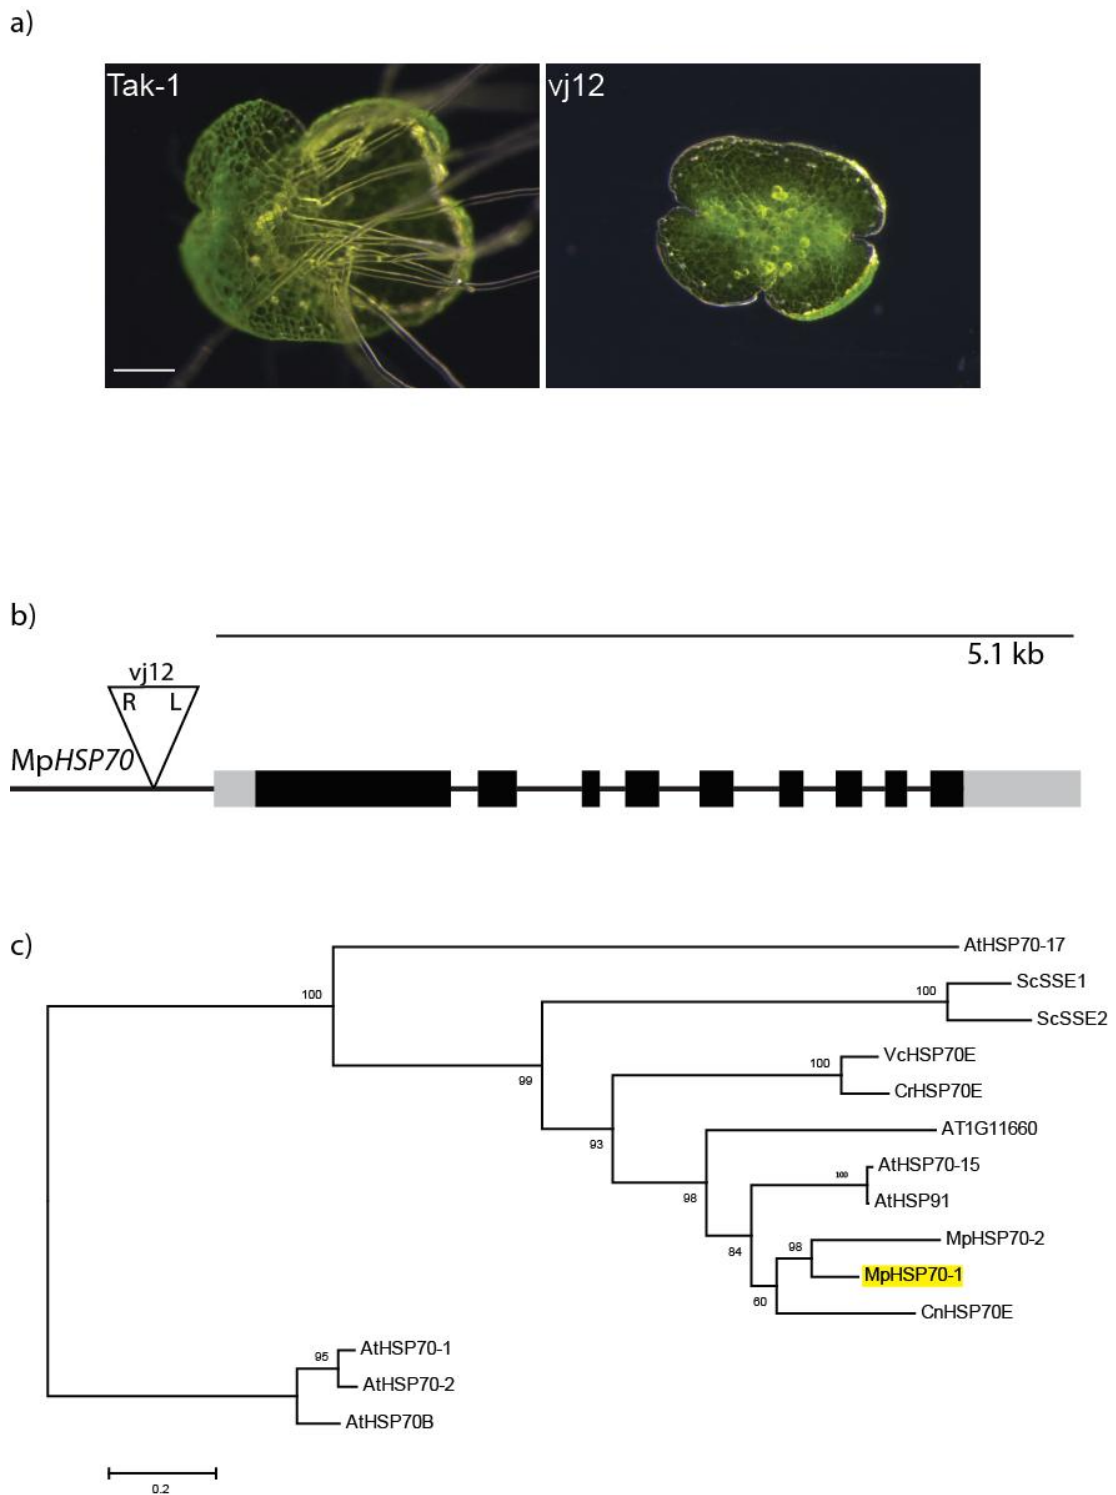 a)
Tak-1
vj12
b)
5.1 kb
vj12
R L
MpHSP70
c)
AtHSP70-17
100
ScSSE1
100
ScSSE2
VcHSP70E
100
CrHSP70E
99
AT1G11660
93
AtHSP70-15
100
AtHSP91
98
MpHSP70-2
98
84
MpHSP70-1
60
CnHSP70E
AtHSP70-1
95
AtHSP70-2
AtHSP70B
0.2